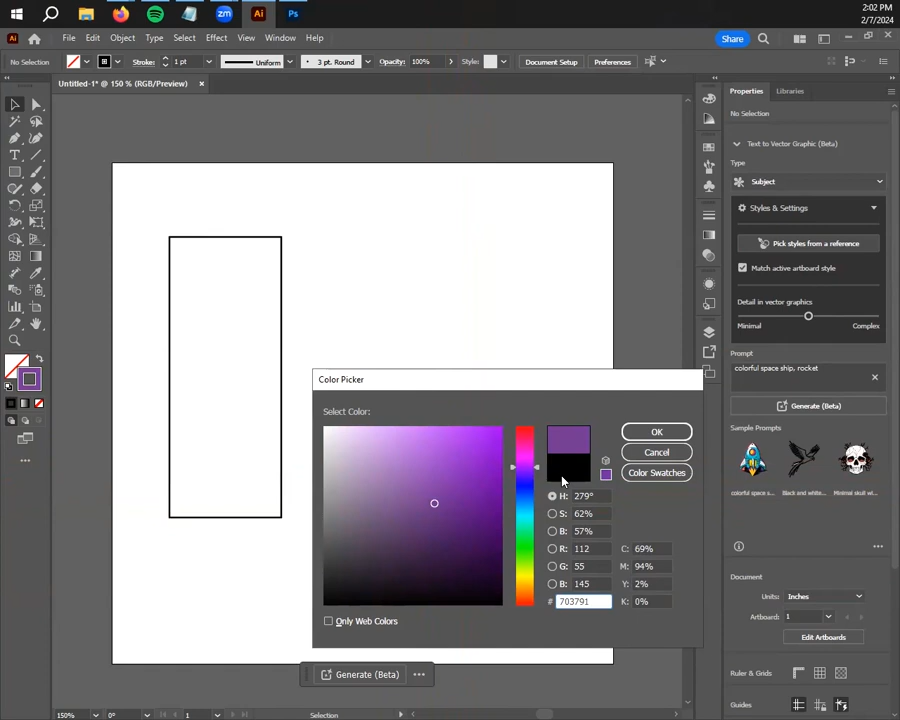 2:02 PM
2/7/2024
zm
Ai
Ps
Ai
File
Edit
Object
Type
Select
Effect
View
Window
Help
Share
No Selection
Stroke:
1 pt
Uniform
3 pt. Round
Opacity:
100%
Style:
Document Setup
Preferences
Untitled-1* @ 150 % (RGB/Preview)
Properties
Libraries
No Selection
Text to Vector Graphic (Beta)
Type
Subject
Styles & Settings
Pick styles from a reference
Match active artboard style
Detail in vector graphics
Minimal
Complex
Prompt
colorful space ship, rocket
Generate (Beta)
Sample Prompts
colorful space s...
Black and white...
Minimal skull wi...
Document
Units:
Inches
Artboard:
1
Edit Artboards
Ruler & Grids
Guides
Color Picker
Select Color:
OK
Cancel
Color Swatches
H: 279°
S: 62%
B: 57%
R: 112
G: 55
B: 145
# 703791
C: 69%
M: 94%
Y: 2%
K: 0%
Only Web Colors
Generate (Beta)
150%
0°
1
Selection